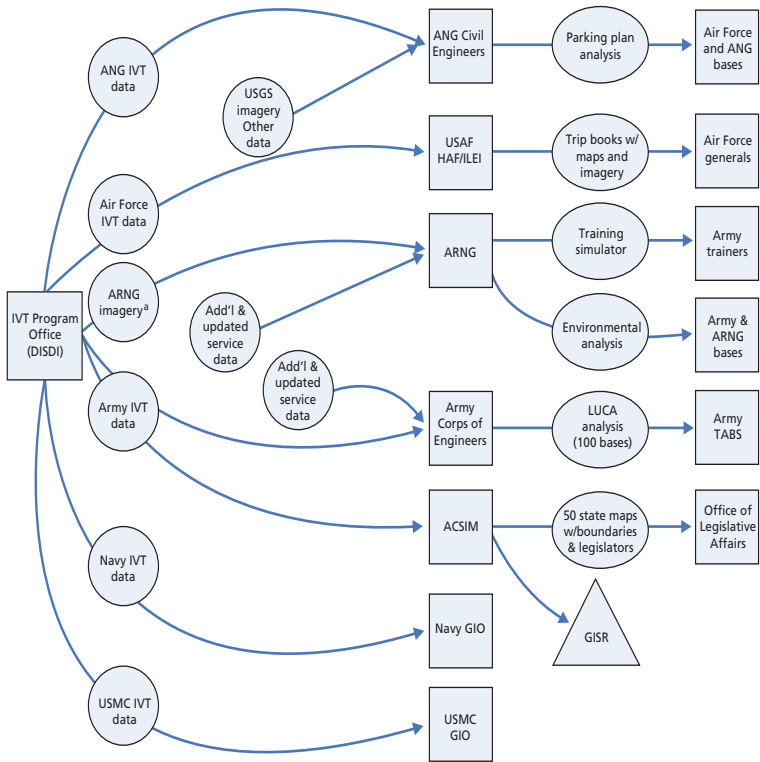 ANG IVT
data
USGS
imagery
Other
data
ANG Civil
Engineers
Parking plan
analysis
Air Force
and ANG
bases
Air Force
IVT data
USAF
HAF/ILEI
Trip books w/
maps and
imagery
Air Force
generals
IVT Program
Office
(DISDI)
ARNG
imageryᵃ
Add'l &
updated
service
data
ARNG
Training
simulator
Army
trainers
Environmental
analysis
Army &
ARNG
bases
Army IVT
data
Add'l &
updated
service
data
Army
Corps of
Engineers
LUCA
analysis
(100 bases)
Army
TABS
ACSIM
50 state maps
w/boundaries
& legislators
Office of
Legislative
Affairs
GISR
Navy IVT
data
Navy GIO
USMC IVT
data
USMC
GIO